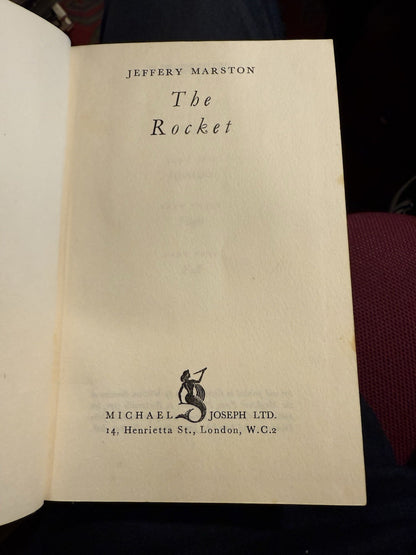 JEFFERY MARSTON
The
Rocket
MICHAEL JOSEPH LTD.
14, Henrietta St., London, W.C.2